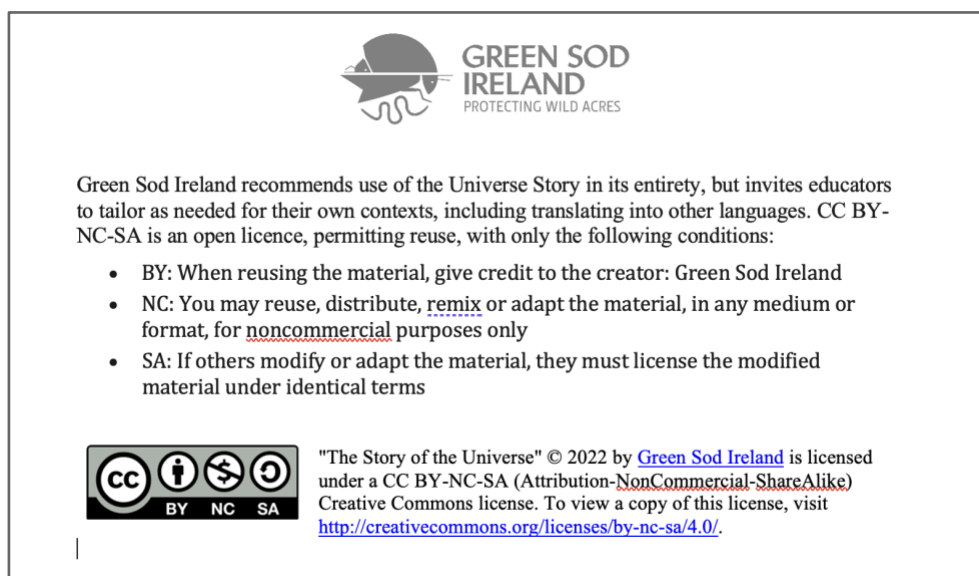 GREEN SOD
IRELAND
PROTECTING WILD ACRES
Green Sod Ireland recommends use of the Universe Story in its entirety, but invites educators
to tailor as needed for their own contexts, including translating into other languages. CC BY-
NC-SA is an open licence, permitting reuse, with only the following conditions:
• BY: When reusing the material, give credit to the creator: Green Sod Ireland
• NC: You may reuse, distribute, remix or adapt the material, in any medium or
format, for noncommercial purposes only
• SA: If others modify or adapt the material, they must license the modified
material under identical terms
CC
BY NC SA
"The Story of the Universe" © 2022 by Green Sod Ireland is licensed
under a CC BY-NC-SA (Attribution-NonCommercial-ShareAlike)
Creative Commons license. To view a copy of this license, visit
http://creativecommons.org/licenses/by-nc-sa/4.0/.